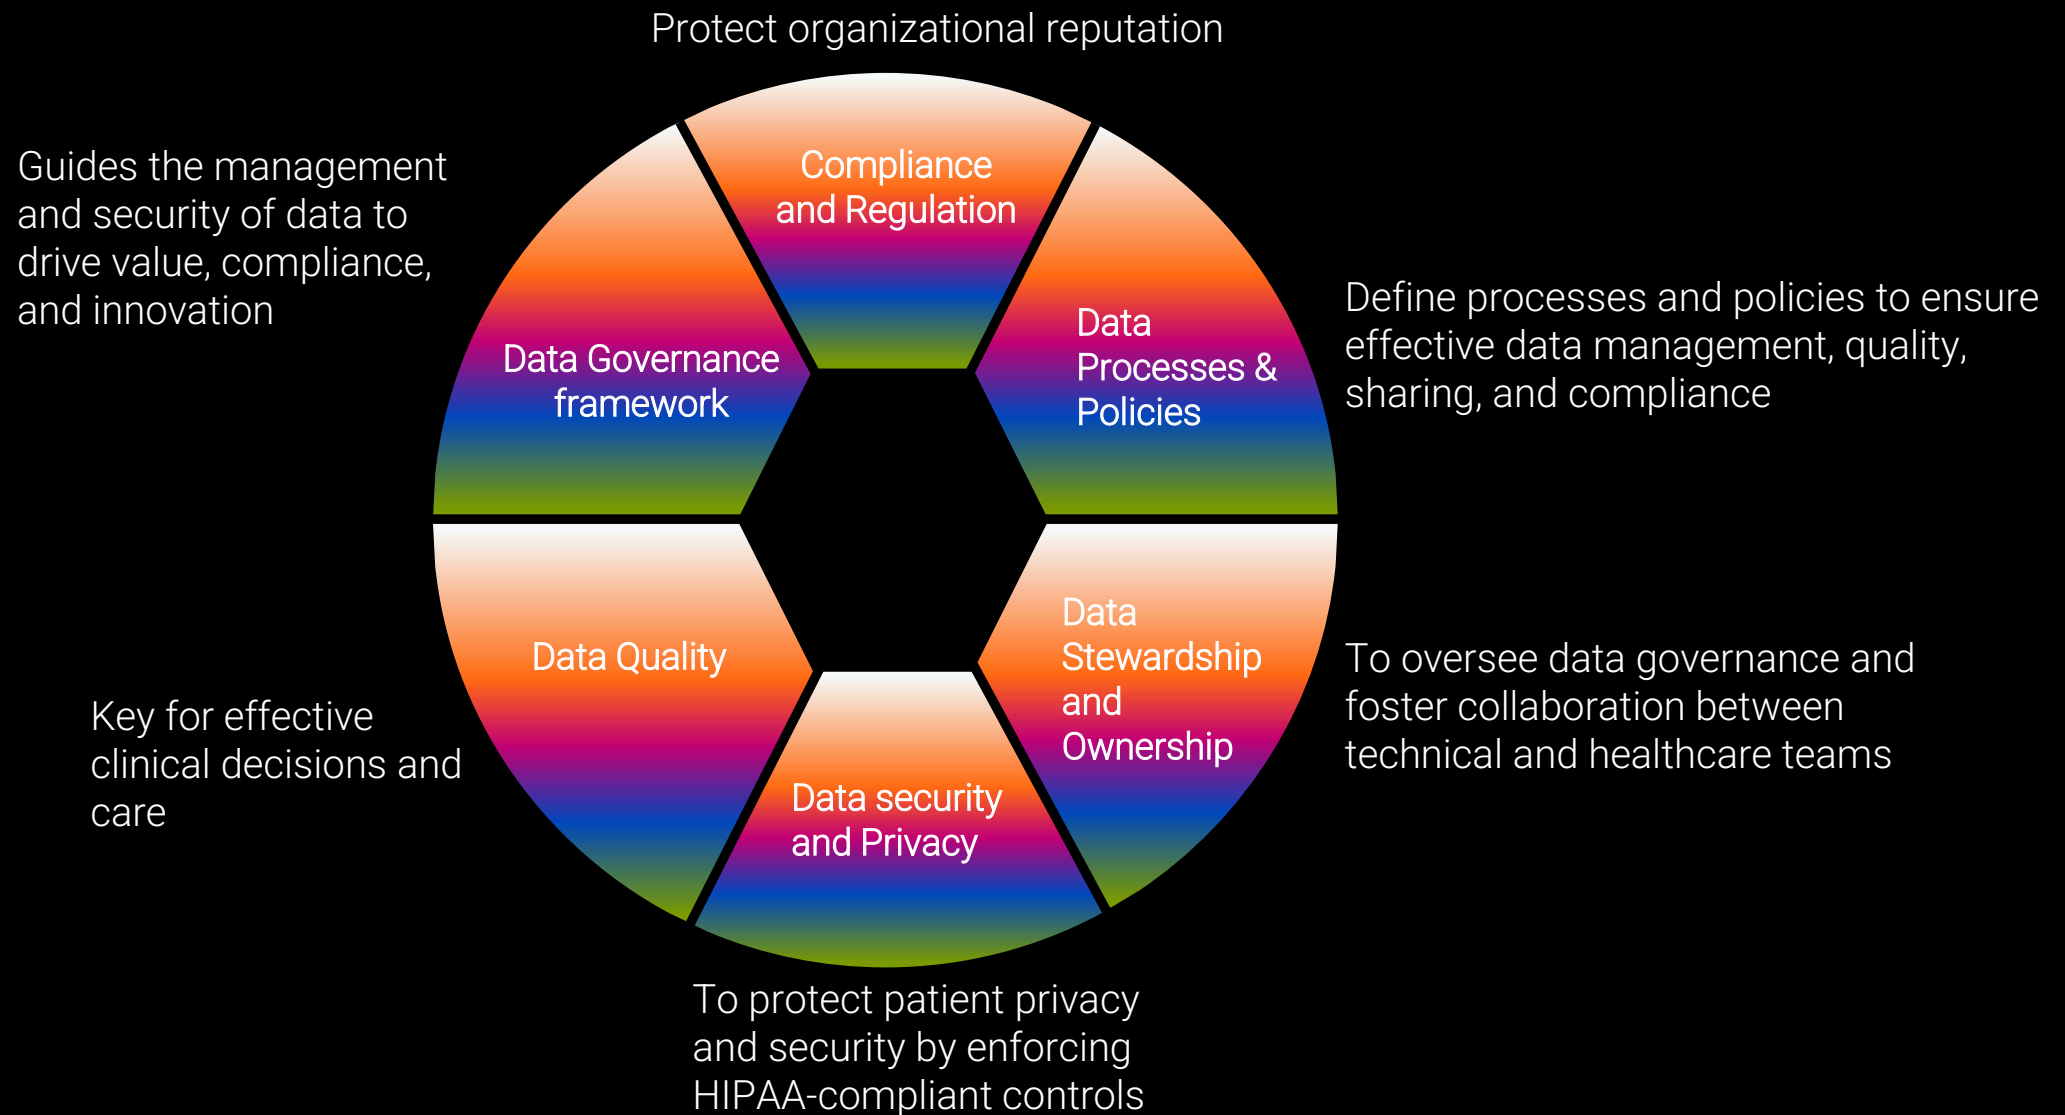 Protect organizational reputation
Compliance
and Regulation
Guides the management
and security of data to
drive value, compliance,
and innovation
Data Governance
framework
Data
Processes &
Policies
Define processes and policies to ensure
effective data management, quality,
sharing, and compliance
Data
Stewardship
and
Ownership
To oversee data governance and
foster collaboration between
technical and healthcare teams
Data Quality
Key for effective
clinical decisions and
care
Data security
and Privacy
To protect patient privacy
and security by enforcing
HIPAA-compliant controls